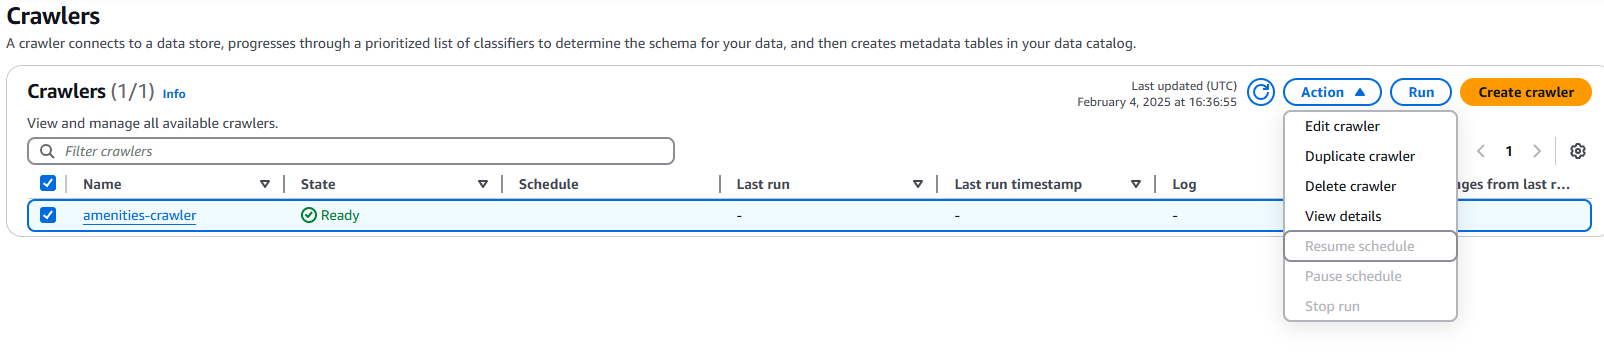 Crawlers
A crawler connects to a data store, progresses through a prioritized list of classifiers to determine the schema for your data, and then creates metadata tables in your data catalog.
Crawlers (1/1) Info
Last updated (UTC)
February 4, 2025 at 16:36:55
Action
Run
Create crawler
View and manage all available crawlers.
Filter crawlers
1
Name State Schedule Last run Last run timestamp Log nges from last r...
amenities-crawler Ready - - -
Edit crawler
Duplicate crawler
Delete crawler
View details
Resume schedule
Pause schedule
Stop run